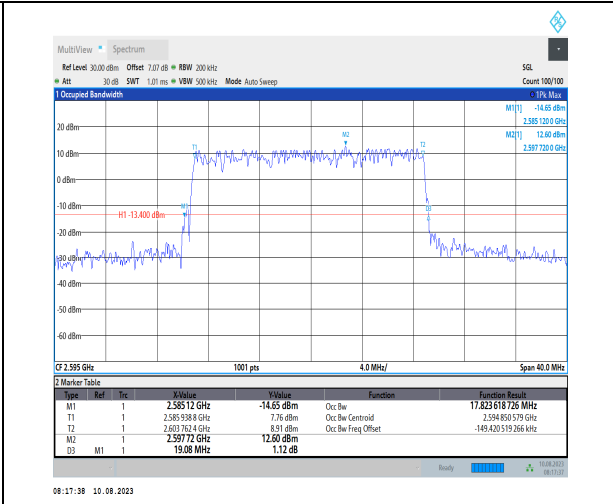 MultiView Spectrum
Ref Level 30.00 dBm Offset 7.07 dB RBW 200 kHz SGL
Att 30 dB SWT 1.01 ms VBW 500 kHz Mode Auto Sweep Count 100/100
1 Occupied Bandwidth 1Pk Max
M1[1] -14.65 dBm
2.585 120 0 GHz
20 dBm M2[1] 12.60 dBm
2.597 720 0 GHz
M2
T1 T2
10 dBm
0 dBm
-10 dBm M1 D3
H1 -13.400 dBm
-20 dBm
-30 dBm
-40 dBm
-50 dBm
-60 dBm
CF 2.595 GHz 1001 pts 4.0 MHz/ Span 40.0 MHz
2 Marker Table
Type Ref Trc X-Value Y-Value Function Function Result
M1 1 2.585 12 GHz -14.65 dBm Occ Bw 17.823 618 726 MHz
T1 1 2.585 938 8 GHz 7.76 dBm Occ Bw Centroid 2.594 850 579 GHz
T2 1 2.603 762 4 GHz 8.91 dBm Occ Bw Freq Offset -149.420 519 266 kHz
M2 1 2.597 72 GHz 12.60 dBm
D3 M1 1 19.08 MHz 1.12 dB
Ready 10.08.2023
08:17:37
08:17:38 10.08.2023